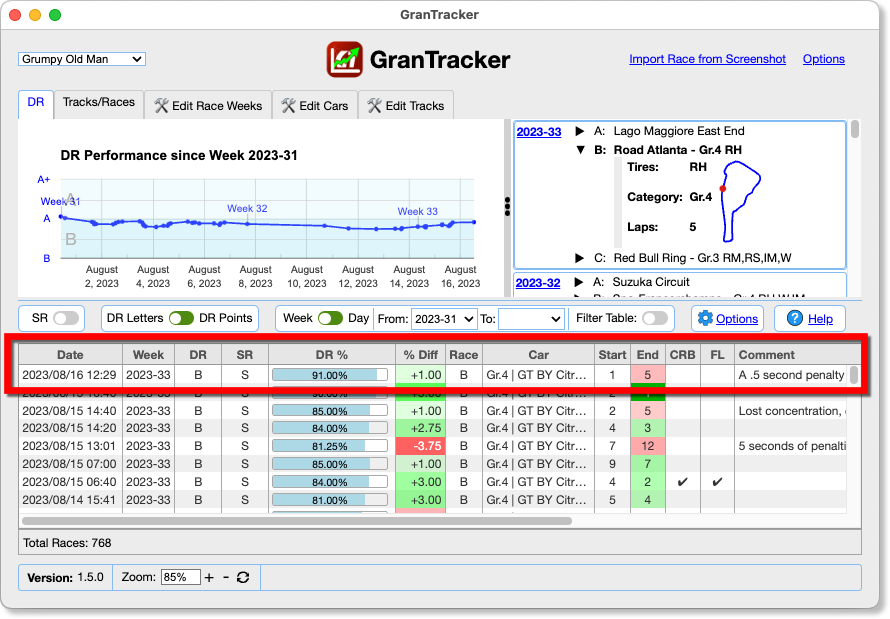 GranTracker
Grumpy Old Man
GranTracker
Import Race from Screenshot Options
DR Tracks/Races Edit Race Weeks Edit Cars Edit Tracks
DR Performance since Week 2023-31
A+
A
B
A
B
Week 31
Week 32
Week 33
August 2, 2023
August 4, 2023
August 6, 2023
August 8, 2023
August 10, 2023
August 12, 2023
August 14, 2023
August 16, 2023
2023-33 ▶ A: Lago Maggiore East End
▼ B: Road Atlanta - Gr.4 RH
Tires: RH
Category: Gr.4
Laps: 5
▶ C: Red Bull Ring - Gr.3 RM,RS,IM,W
2023-32 ▶ A: Suzuka Circuit
SR DR Letters DR Points Week Day From: 2023-31 To: Filter Table: Options Help
Date Week DR SR DR % % Diff Race Car Start End CRB FL Comment
2023/08/16 12:29 2023-33 B S 91.00% +1.00 B Gr.4 | GT BY Citr... 1 5 A .5 second penalty
2023/08/15 14:40 2023-33 B S 85.00% +1.00 B Gr.4 | GT BY Citr... 2 5 Lost concentration,
2023/08/15 14:20 2023-33 B S 84.00% +2.75 B Gr.4 | GT BY Citr... 4 3
2023/08/15 13:01 2023-33 B S 81.25% -3.75 B Gr.4 | GT BY Citr... 7 12 5 seconds of penalti
2023/08/15 07:00 2023-33 B S 85.00% +1.00 B Gr.4 | GT BY Citr... 9 7
2023/08/15 06:40 2023-33 B S 84.00% +3.00 B Gr.4 | GT BY Citr... 4 2 ✔ ✔
2023/08/14 15:41 2023-33 B S 81.00% +3.00 B Gr.4 | GT BY Citr... 5 4
Total Races: 768
Version: 1.5.0 Zoom: 85% + -